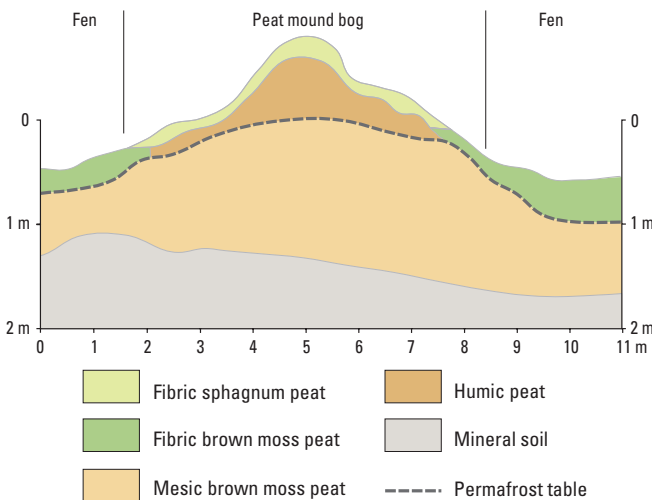 Fen Peat mound bog Fen
0 0
1 m 1 m
2 m 2 m
0 1 2 3 4 5 6 7 8 9 10 11 m
Fibric sphagnum peat Humic peat
Fibric brown moss peat Mineral soil
Mesic brown moss peat Permafrost table